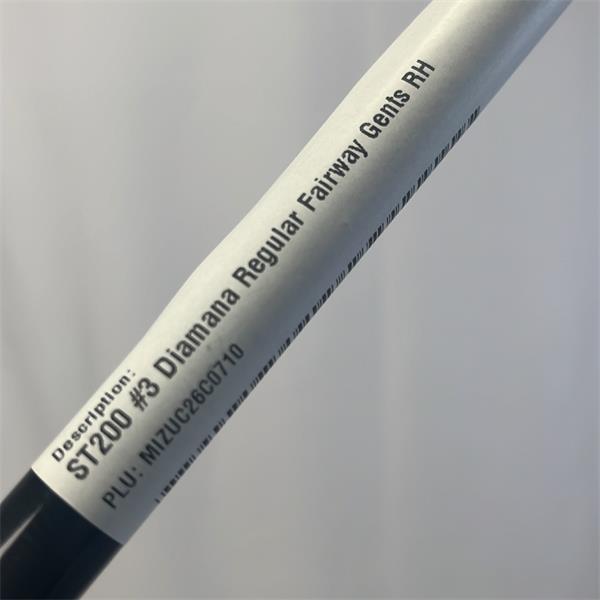 Description:
ST200 #3 Diamana Regular Fairway Gents RH
PLU: MIZUC26C0710